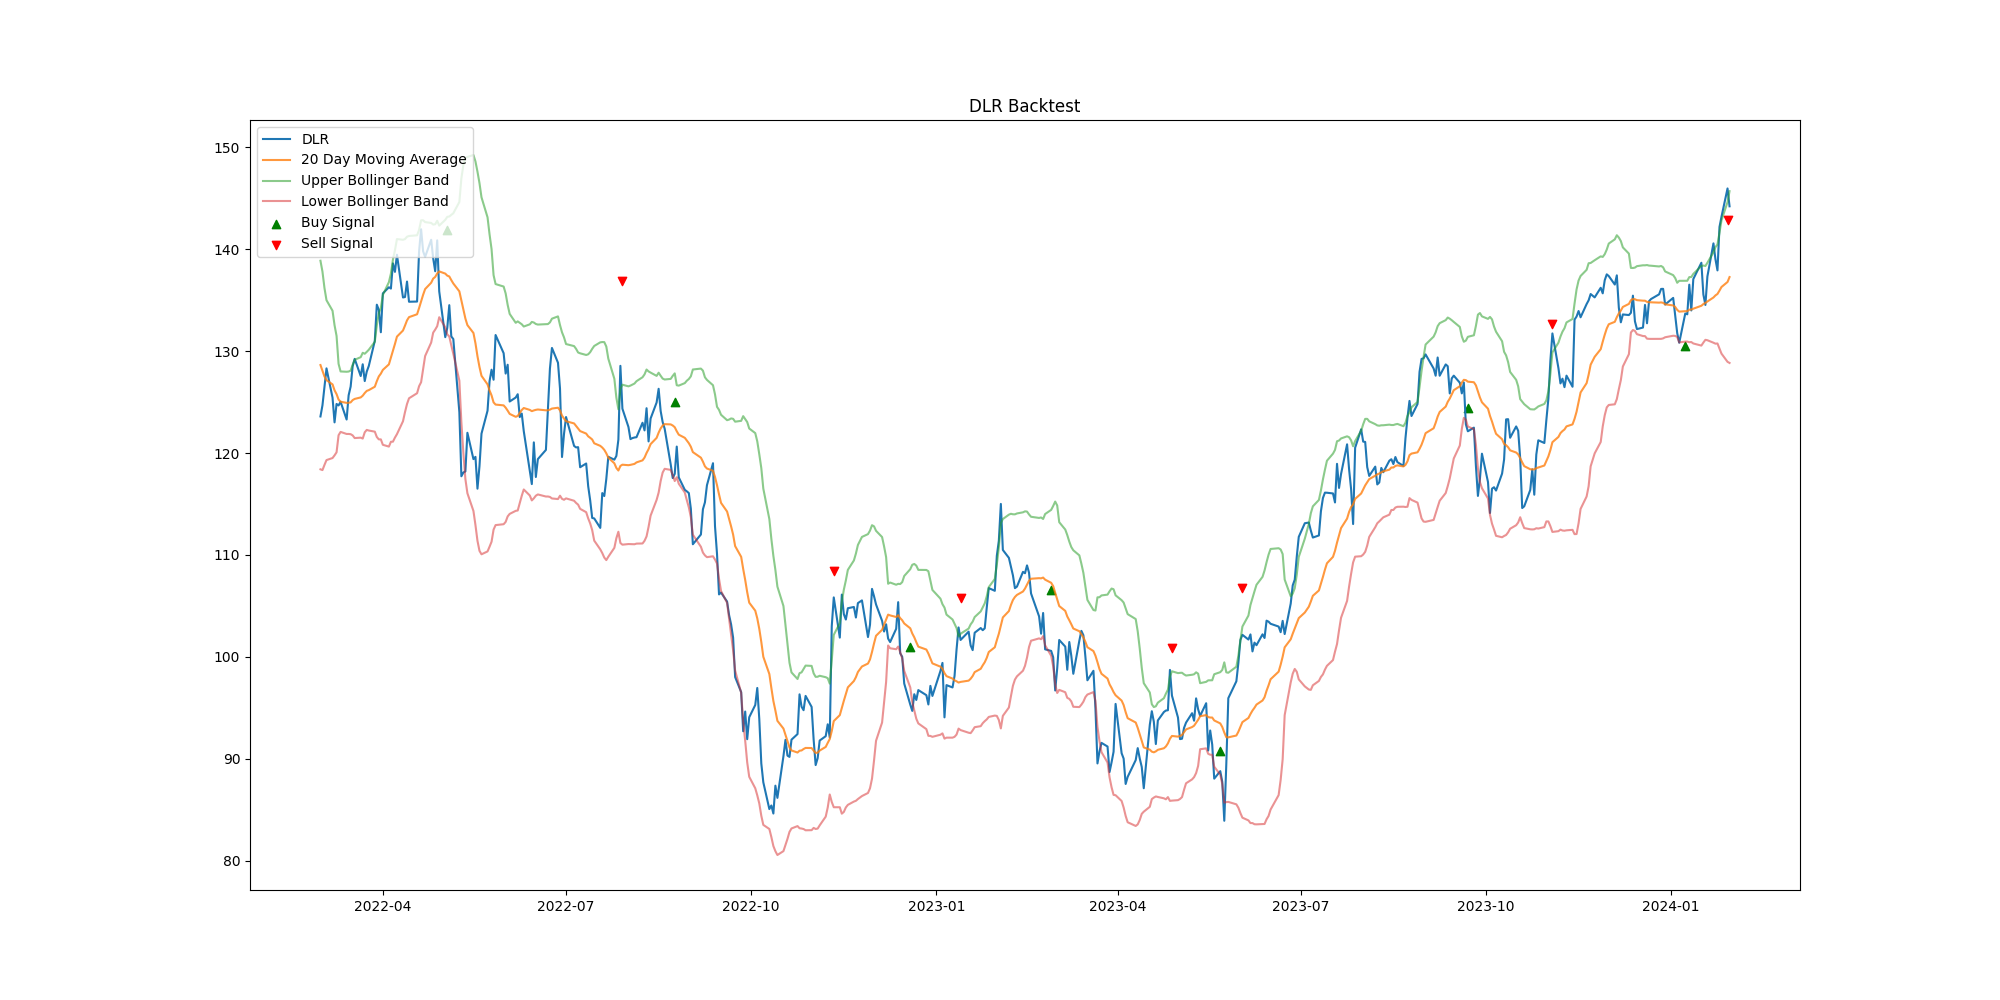 DLR Backtest
DLR
20 Day Moving Average
Upper Bollinger Band
Lower Bollinger Band
Buy Signal
Sell Signal
150
140
130
120
110
100
90
80
2022-04 2022-07 2022-10 2023-01 2023-04 2023-07 2023-10 2024-01